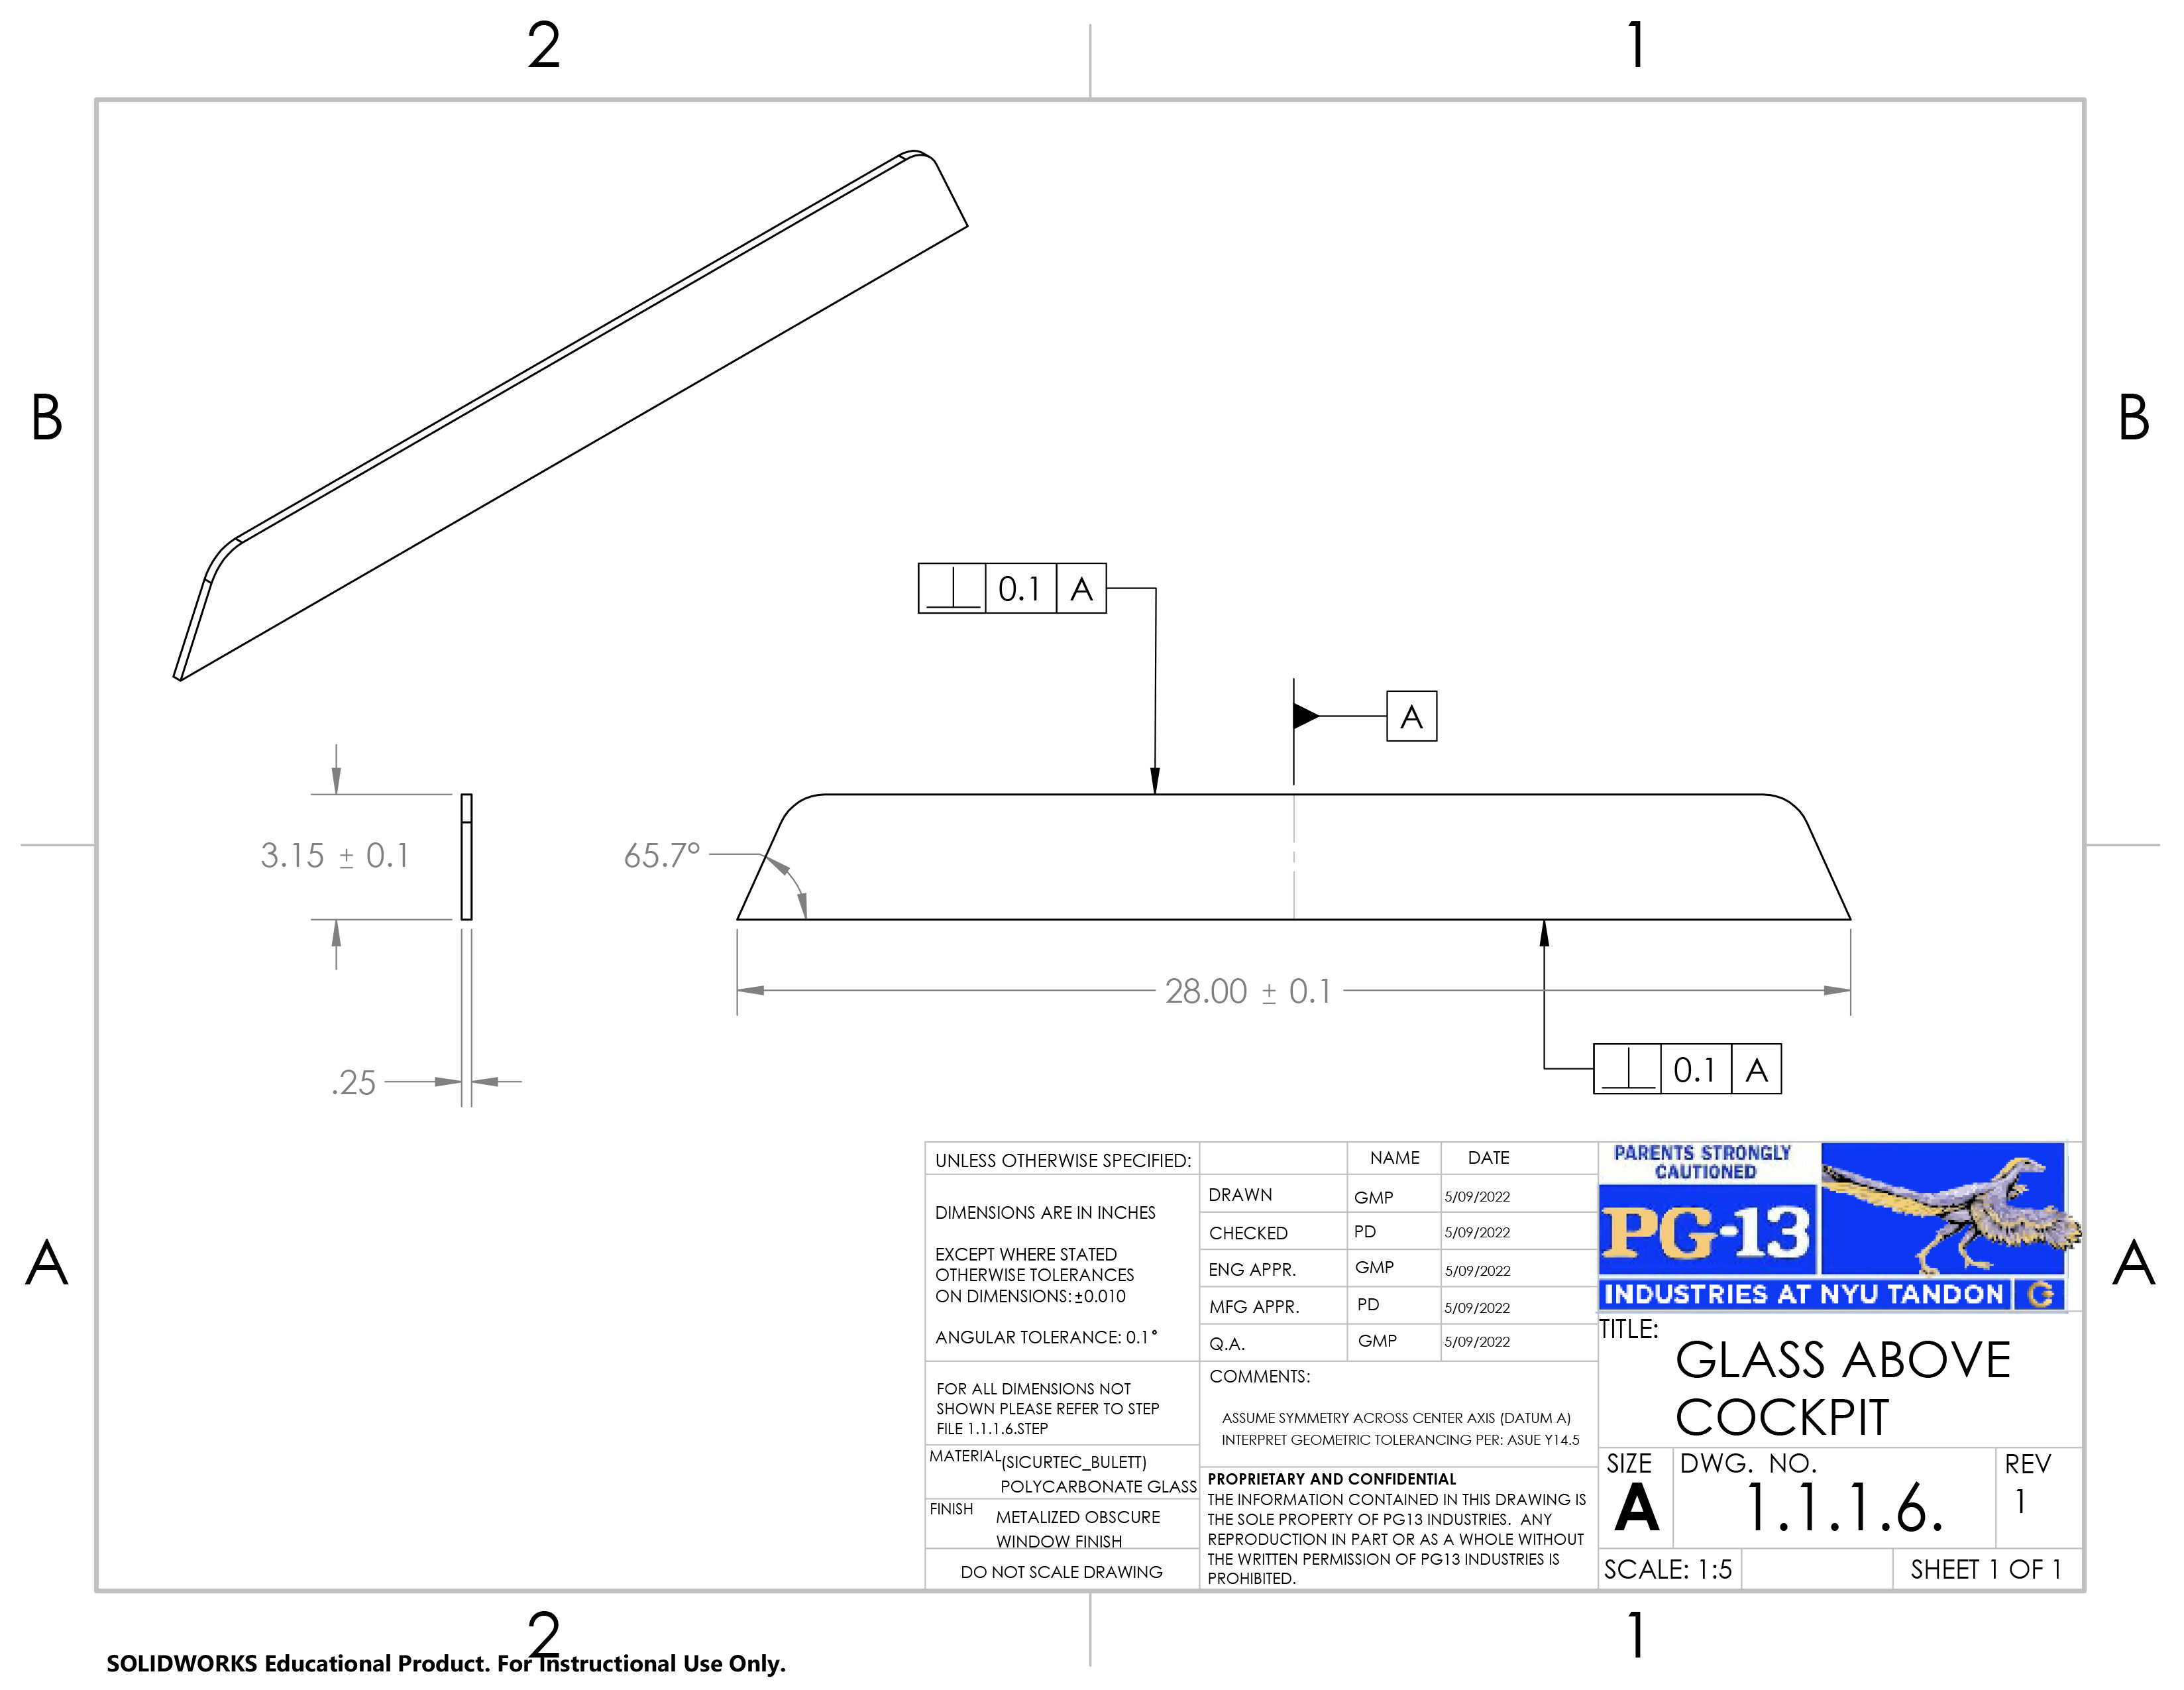 2
1
B
B
0.1 A
A
3.15 ± 0.1
65.7°
28.00 ± 0.1
0.1 A
.25
A
A
UNLESS OTHERWISE SPECIFIED:
DIMENSIONS ARE IN INCHES
EXCEPT WHERE STATED
OTHERWISE TOLERANCES
ON DIMENSIONS:±0.010
ANGULAR TOLERANCE: 0.1°
FOR ALL DIMENSIONS NOT
SHOWN PLEASE REFER TO STEP
FILE 1.1.1.6.STEP
MATERIAL (SICURTEC_BULETT)
POLYCARBONATE GLASS
FINISH METALIZED OBSCURE
WINDOW FINISH
DO NOT SCALE DRAWING
NAME DATE
DRAWN GMP 5/09/2022
CHECKED PD 5/09/2022
ENG APPR. GMP 5/09/2022
MFG APPR. PD 5/09/2022
Q.A. GMP 5/09/2022
COMMENTS:
ASSUME SYMMETRY ACROSS CENTER AXIS (DATUM A)
INTERPRET GEOMETRIC TOLERANCING PER: ASUE Y14.5
PROPRIETARY AND CONFIDENTIAL
THE INFORMATION CONTAINED IN THIS DRAWING IS
THE SOLE PROPERTY OF PG13 INDUSTRIES. ANY
REPRODUCTION IN PART OR AS A WHOLE WITHOUT
THE WRITTEN PERMISSION OF PG13 INDUSTRIES IS
PROHIBITED.
PARENTS STRONGLY
CAUTIONED
PG-13
INDUSTRIES AT NYU TANDON
TITLE:
GLASS ABOVE
COCKPIT
SIZE DWG. NO. REV
A 1.1.1.6. 1
SCALE: 1:5 SHEET 1 OF 1
2
1
SOLIDWORKS Educational Product. For Instructional Use Only.